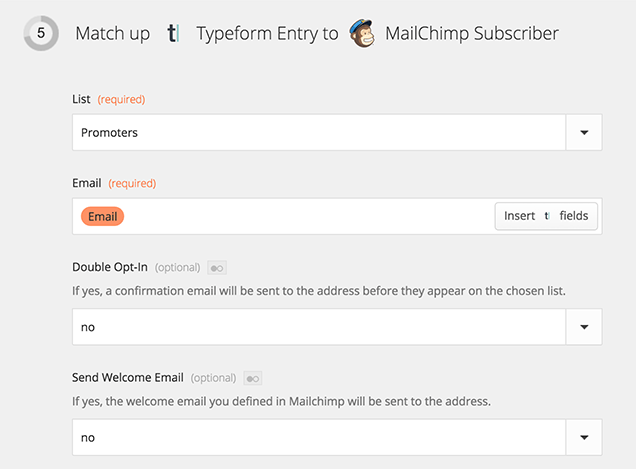 5 Match up t Typeform Entry to MailChimp Subscriber
List (required)
Promoters
Email (required)
Email Insert t fields
Double Opt-In (optional)
If yes, a confirmation email will be sent to the address before they appear on the chosen list.
no
Send Welcome Email (optional)
If yes, the welcome email you defined in Mailchimp will be sent to the address.
no